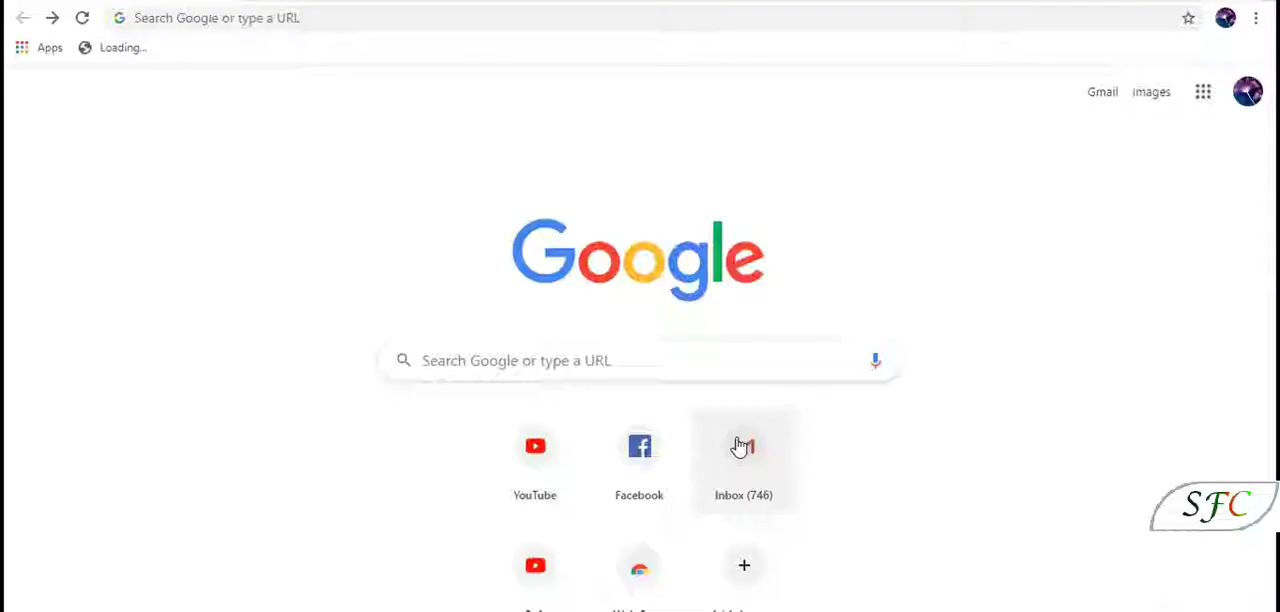 Search Google or type a URL
Apps Loading...
Gmail Images
Google
Search Google or type a URL
YouTube Facebook Inbox (746)
SFC